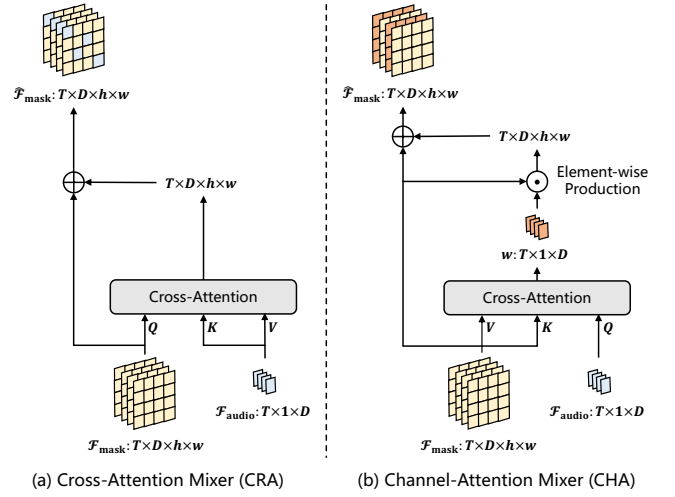 F̂mask: T×D×h×w
T×D×h×w
Cross-Attention
Q K V
Faudio: T×1×D
Fmask: T×D×h×w
(a) Cross-Attention Mixer (CRA)
F̂mask: T×D×h×w
T×D×h×w
Element-wise
Production
w: T×1×D
Cross-Attention
V K Q
Faudio: T×1×D
Fmask: T×D×h×w
(b) Channel-Attention Mixer (CHA)